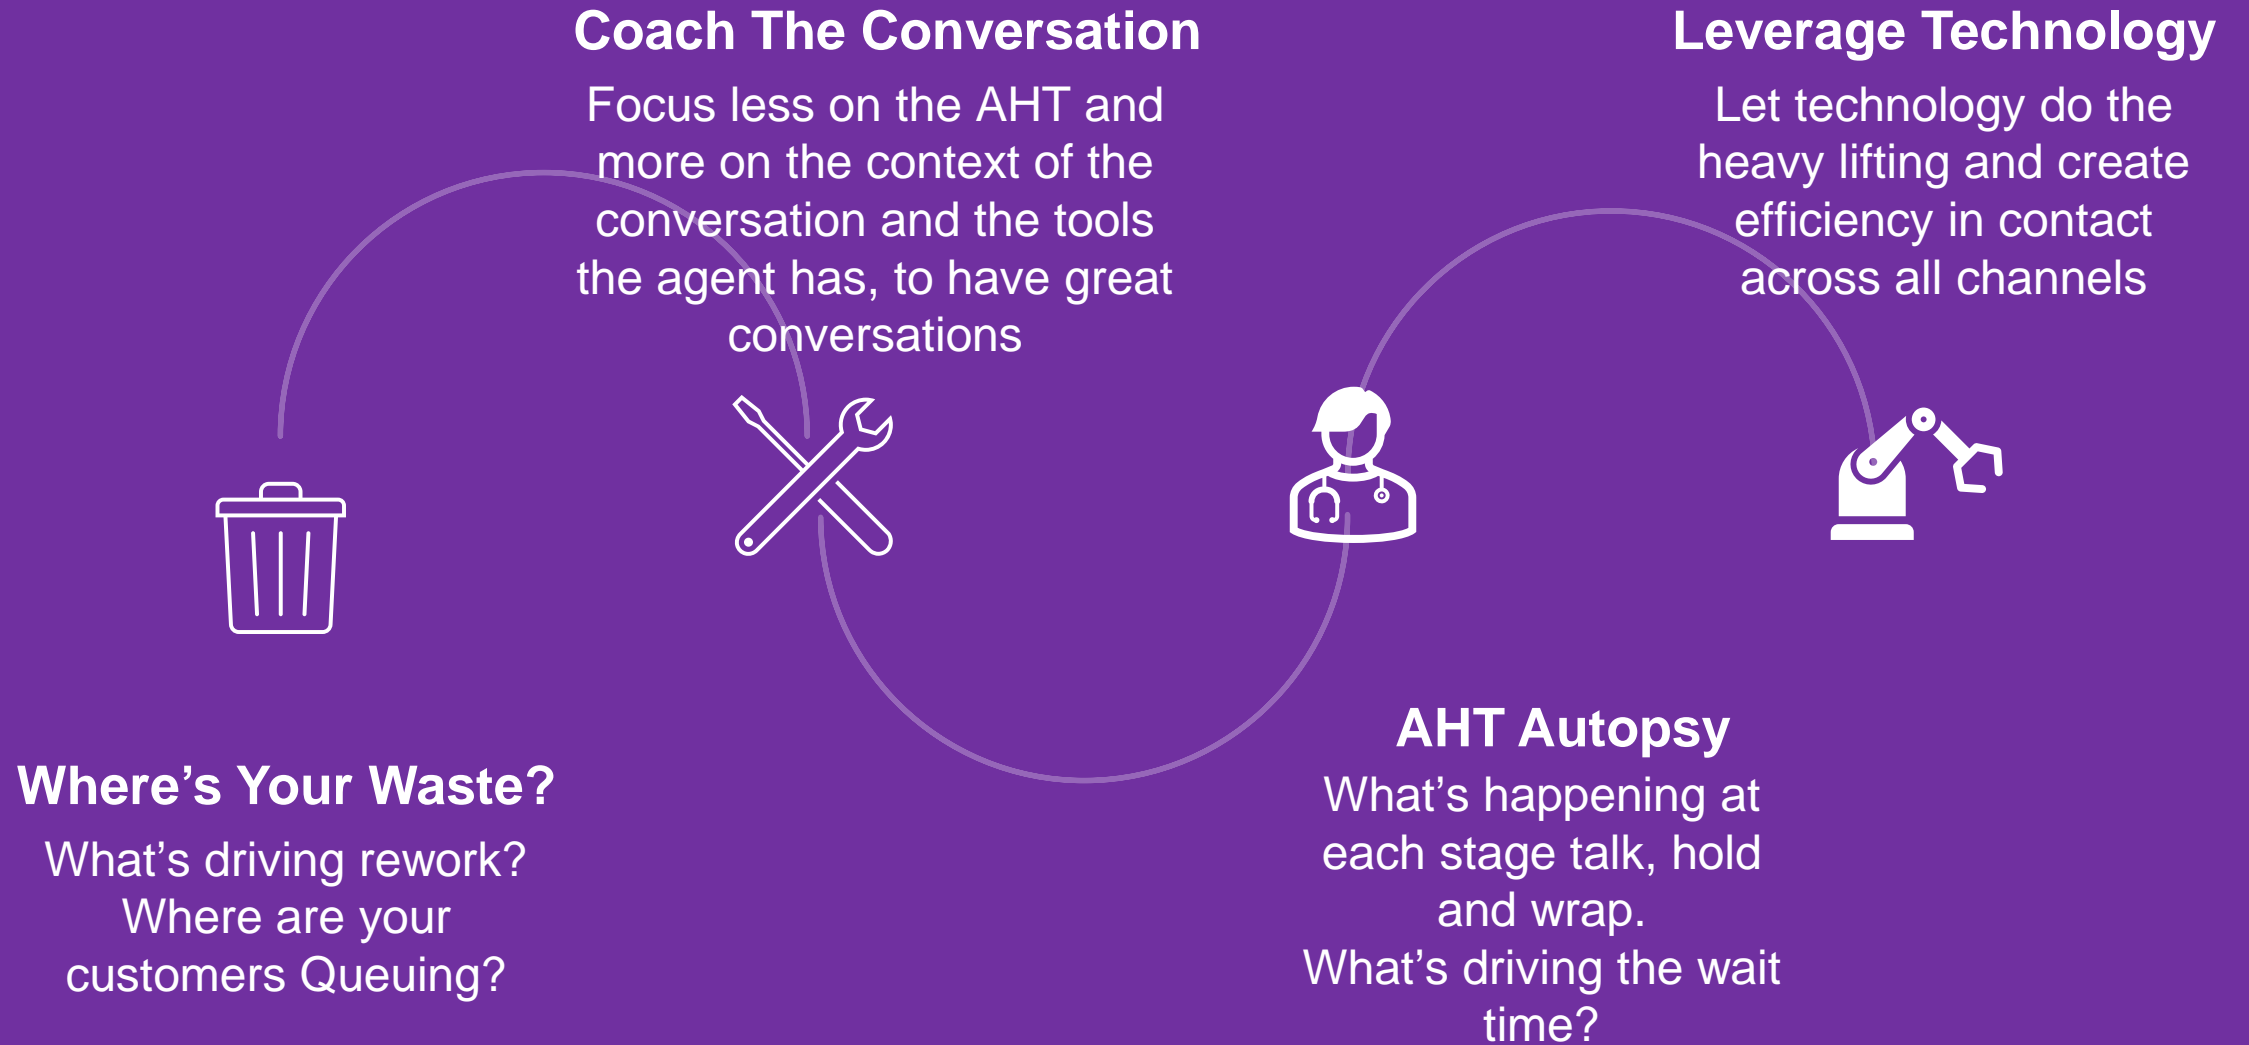 Coach The Conversation
Focus less on the AHT and
more on the context of the
conversation and the tools
the agent has, to have great
conversations
Leverage Technology
Let technology do the
heavy lifting and create
efficiency in contact
across all channels
Where’s Your Waste?
What’s driving rework?
Where are your
customers Queuing?
AHT Autopsy
What’s happening at
each stage talk, hold
and wrap.
What’s driving the wait
time?